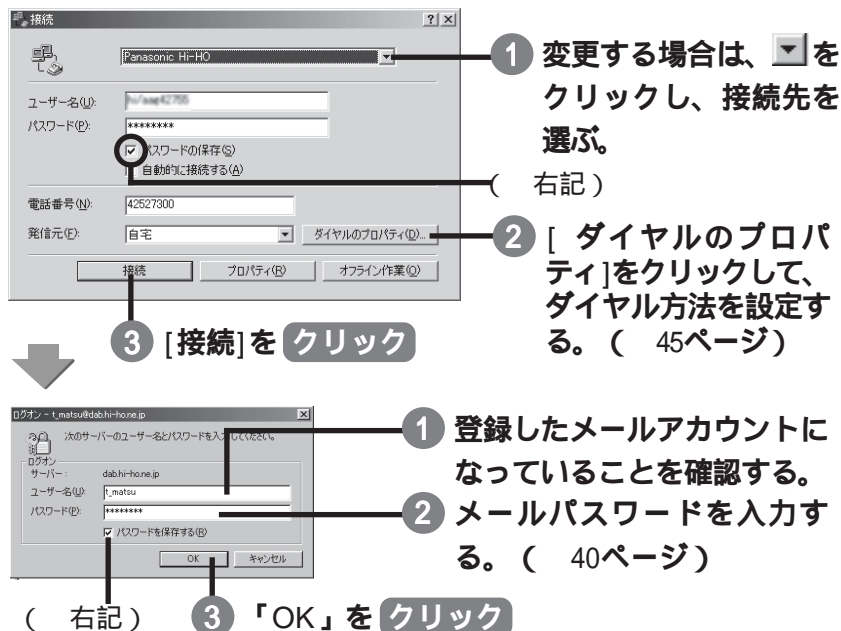 接続
Panasonic Hi-HO
1 変更する場合は、▼を
クリックし、接続先を
選ぶ。
ユーザー名(U):
パスワード(P): ********
パスワードの保存(S)
自動的に接続する(A)
( 右記)
電話番号(N): 42527300
発信元(F): 自宅 ダイヤルのプロパティ(D)...
接続 プロパティ(R) オフライン作業(O)
2 [ ダイヤルのプロパ
ティ]をクリックして、
ダイヤル方法を設定す
る。( 45ページ)
3 [接続]を クリック
ログオン - t_matsu@dab.hi-ho.ne.jp
次のサーバーのユーザー名とパスワードを入力してください。
ログオン
サーバー: dab.hi-ho.ne.jp
ユーザー名(U): t_matsu
パスワード(P): ********
パスワードを保存する(R)
OK キャンセル
1 登録したメールアカウントに
なっていることを確認する。
2 メールパスワードを入力す
る。( 40ページ)
( 右記)
3 「OK」を クリック